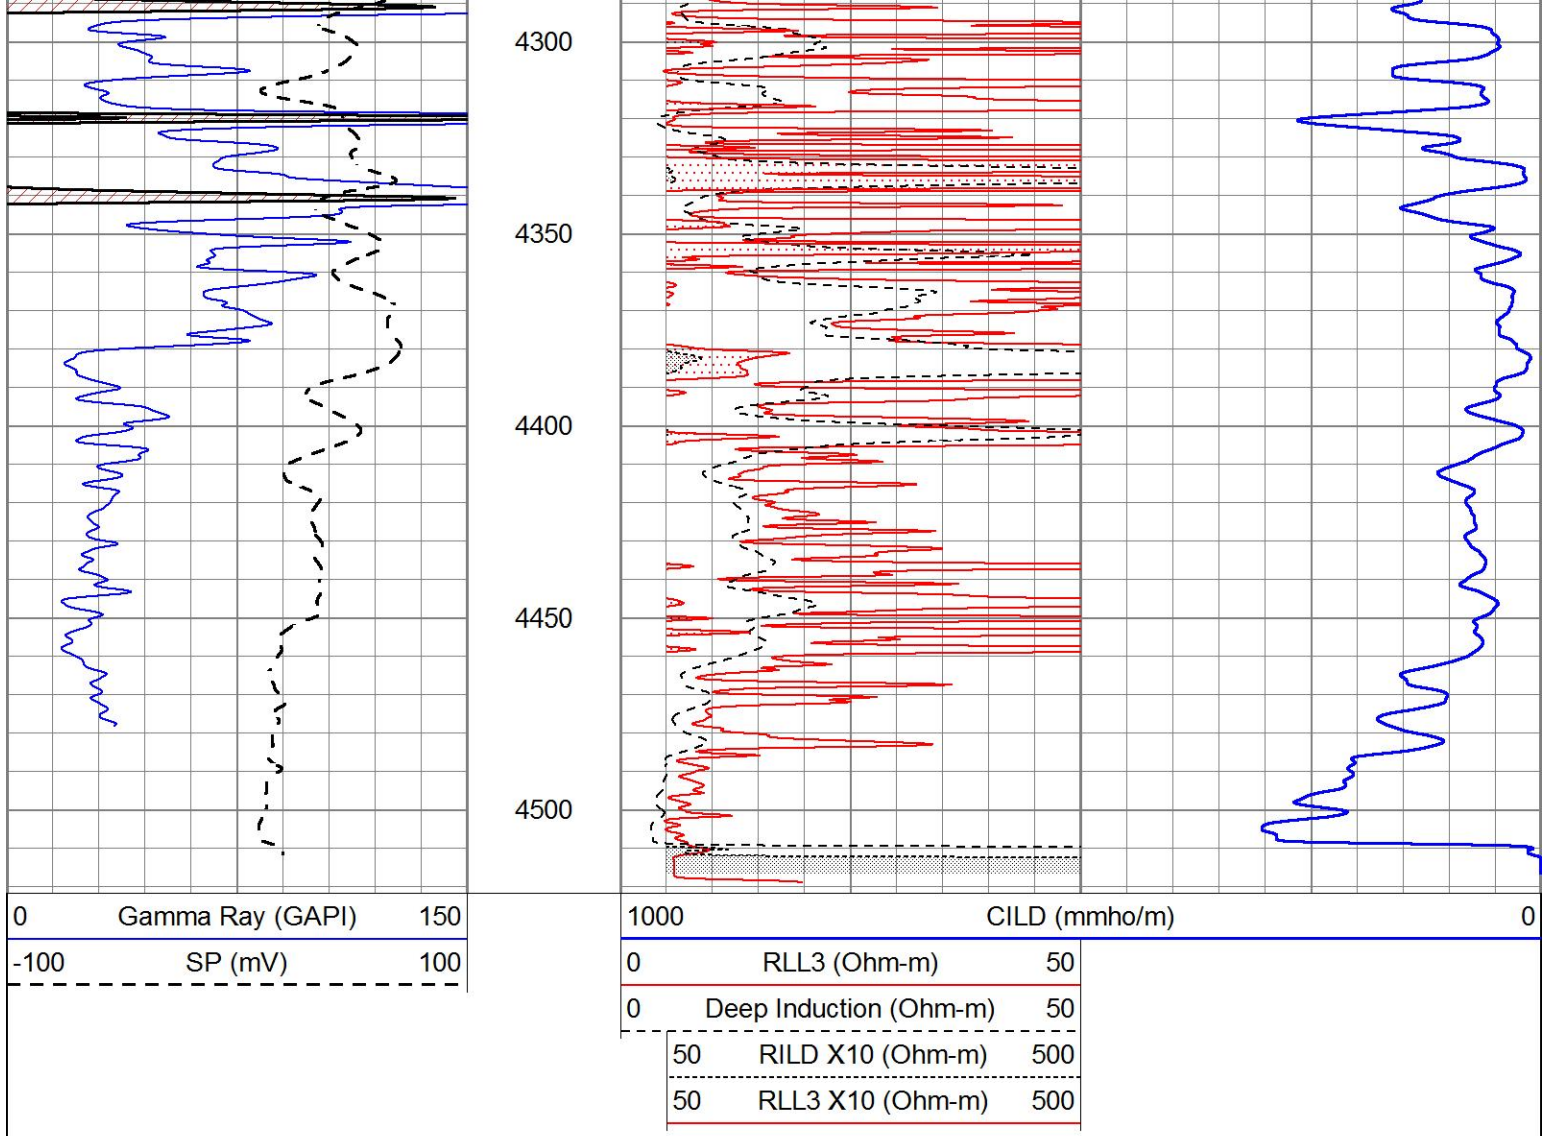 4300
4350
4400
4450
4500
0 Gamma Ray (GAPI) 150
-100 SP (mV) 100
1000 CILD (mmho/m) 0
0 RLL3 (Ohm-m) 50
0 Deep Induction (Ohm-m) 50
50 RILD X10 (Ohm-m) 500
50 RLL3 X10 (Ohm-m) 500